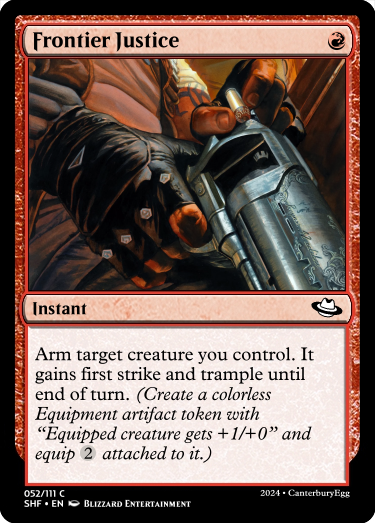 Frontier Justice
Instant
Arm target creature you control. It
gains first strike and trample until
end of turn. (Create a colorless
Equipment artifact token with
“Equipped creature gets +1/+0” and
equip 2 attached to it.)
052/111 C
SHF • EN Blizzard Entertainment
2024 • CanterburyEgg